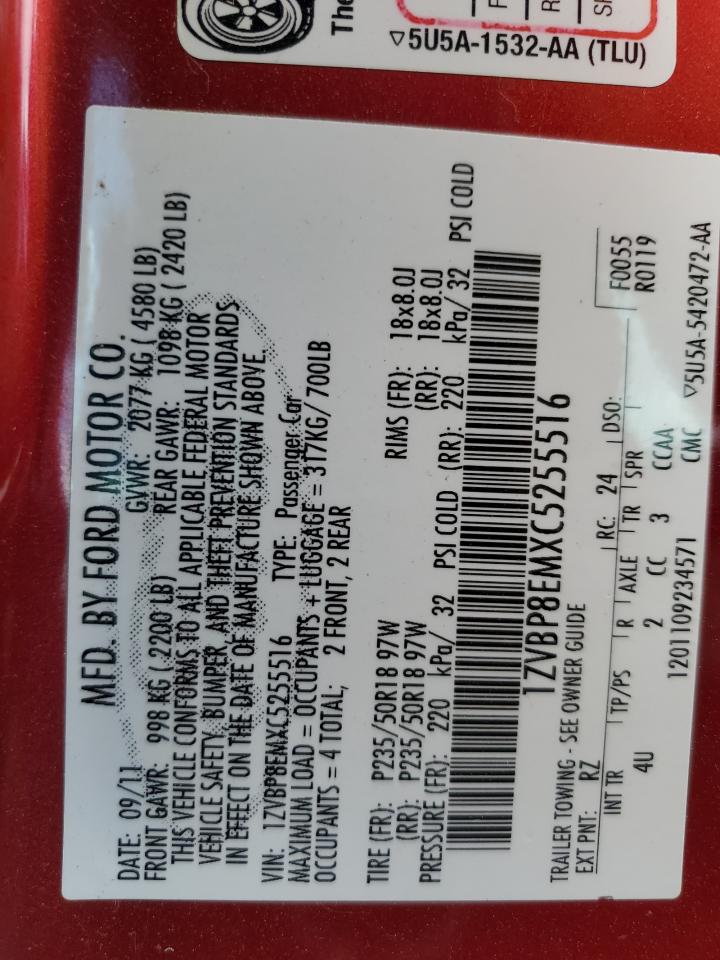 The
F
R
SP
▽5U5A-1532-AA (TLU)
MFD. BY FORD MOTOR CO.
DATE: 09/11 GVWR: 2077 KG ( 4580 LB)
FRONT GAWR: 998 KG ( 2200 LB) REAR GAWR: 1098 KG ( 2420 LB)
THIS VEHICLE CONFORMS TO ALL APPLICABLE FEDERAL MOTOR
VEHICLE SAFETY, BUMPER, AND THEFT PREVENTION STANDARDS
IN EFFECT ON THE DATE OF MANUFACTURE SHOWN ABOVE.
VIN: 1ZVBP8EMXC5255516 TYPE: Passenger Car
MAXIMUM LOAD = OCCUPANTS + LUGGAGE = 317KG/ 700LB
OCCUPANTS = 4 TOTAL; 2 FRONT, 2 REAR
TIRE (FR): P235/50R18 97W RIMS (FR): 18x8.0J
(RR): P235/50R18 97W (RR): 18x8.0J
PRESSURE (FR): 220 kPa/ 32 PSI COLD (RR): 220 kPa/ 32 PSI COLD
1ZVBP8EMXC5255516
TRAILER TOWING - SEE OWNER GUIDE
EXT PNT: RZ RC: 24 DSO: F0055
R0119
INT TR TP/PS R AXLE TR SPR
4U 2 CC 3 CCAA
1201109234571 CMC ▽5U5A-5420472-AA